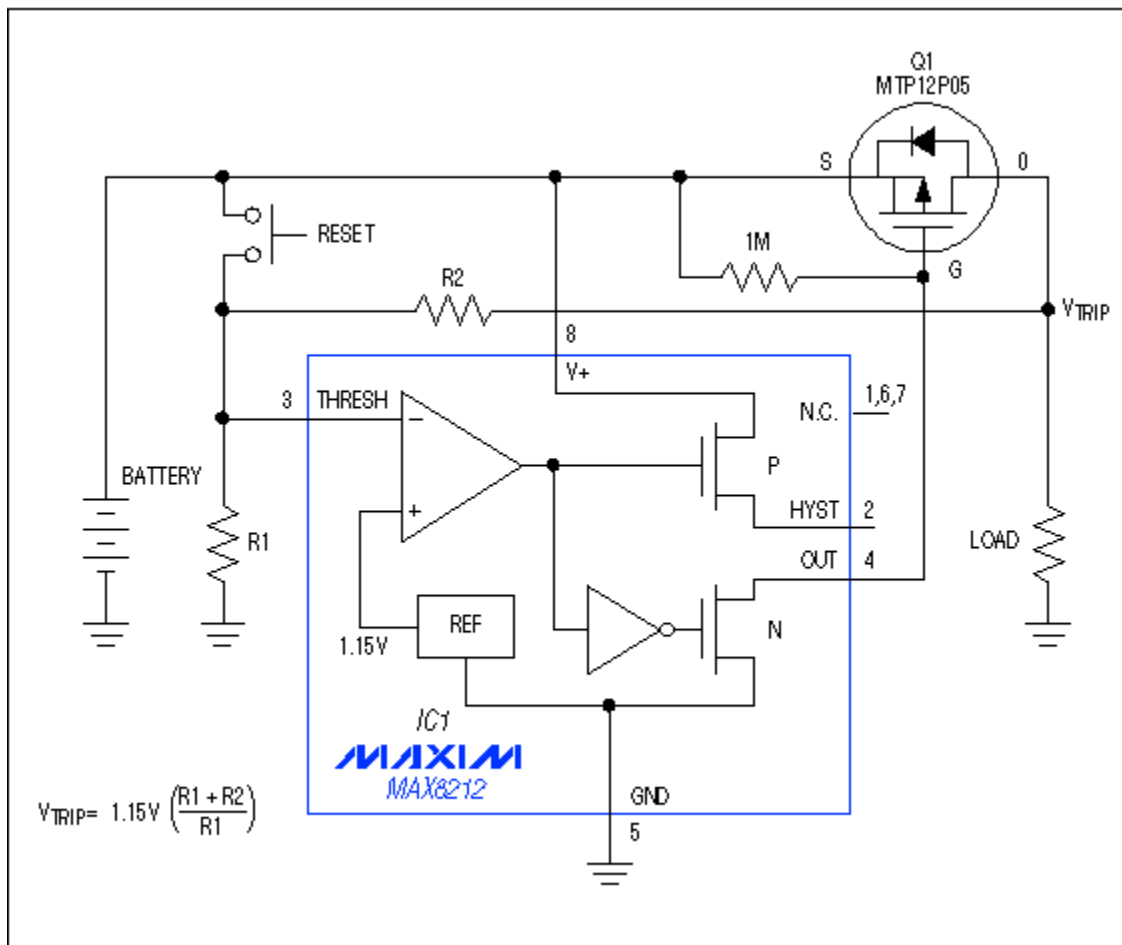 Q1
MTP12P05
S
0
RESET
1M
G
R2
VTRIP
8
V+
3
THRESH
N.C.
1,6,7
−
P
BATTERY
+
HYST
2
R1
OUT
4
LOAD
REF
N
1.15V
IC1
MAXIM
MAX8212
GND
VTRIP= 1.15V (R1 + R2 / R1)
5